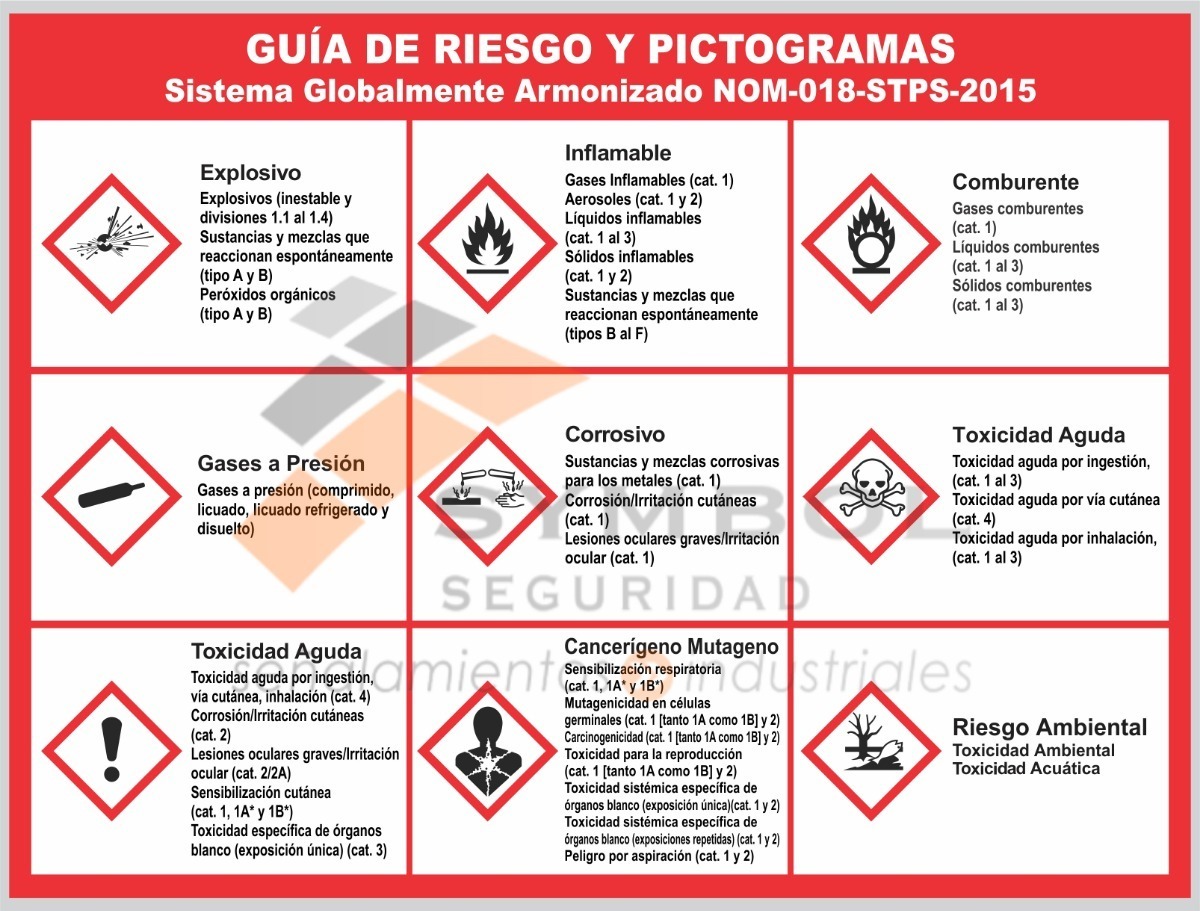 GUÍA DE RIESGO Y PICTOGRAMAS
Sistema Globalmente Armonizado NOM-018-STPS-2015
Explosivo
Explosivos (inestable y
divisiones 1.1 al 1.4)
Sustancias y mezclas que
reaccionan espontáneamente
(tipo A y B)
Peróxidos orgánicos
(tipo A y B)
Inflamable
Gases Inflamables (cat. 1)
Aerosoles (cat. 1 y 2)
Líquidos inflamables
(cat. 1 al 3)
Sólidos inflamables
(cat. 1 y 2)
Sustancias y mezclas que
reaccionan espontáneamente
(tipos B al F)
Comburente
Gases comburentes
(cat. 1)
Líquidos comburentes
(cat. 1 al 3)
Sólidos comburentes
(cat. 1 al 3)
Gases a Presión
Gases a presión (comprimido,
licuado, licuado refrigerado y
disuelto)
Corrosivo
Sustancias y mezclas corrosivas
para los metales (cat. 1)
Corrosión/Irritación cutáneas
(cat. 1)
Lesiones oculares graves/Irritación
ocular (cat. 1)
Toxicidad Aguda
Toxicidad aguda por ingestión,
(cat. 1 al 3)
Toxicidad aguda por vía cutánea
(cat. 4)
Toxicidad aguda por inhalación,
(cat. 1 al 3)
SYMBOL
SEGURIDAD
señalamientos industriales
Toxicidad Aguda
Toxicidad aguda por ingestión,
vía cutánea, inhalación (cat. 4)
Corrosión/Irritación cutáneas
(cat. 2)
Lesiones oculares graves/Irritación
ocular (cat. 2/2A)
Sensibilización cutánea
(cat. 1, 1A* y 1B*)
Toxicidad específica de órganos
blanco (exposición única) (cat. 3)
Cancerígeno Mutageno
Sensibilización respiratoria
(cat. 1, 1A* y 1B*)
Mutagenicidad en células
germinales (cat. 1 [tanto 1A como 1B] y 2)
Carcinogenicidad (cat. 1 [tanto 1A como 1B] y 2)
Toxicidad para la reproducción
(cat. 1 [tanto 1A como 1B] y 2)
Toxicidad sistémica específica de
órganos blanco (exposición única)(cat. 1 y 2)
Toxicidad sistémica específica de
órganos blanco (exposiciones repetidas) (cat. 1 y 2)
Peligro por aspiración (cat. 1 y 2)
Riesgo Ambiental
Toxicidad Ambiental
Toxicidad Acuática